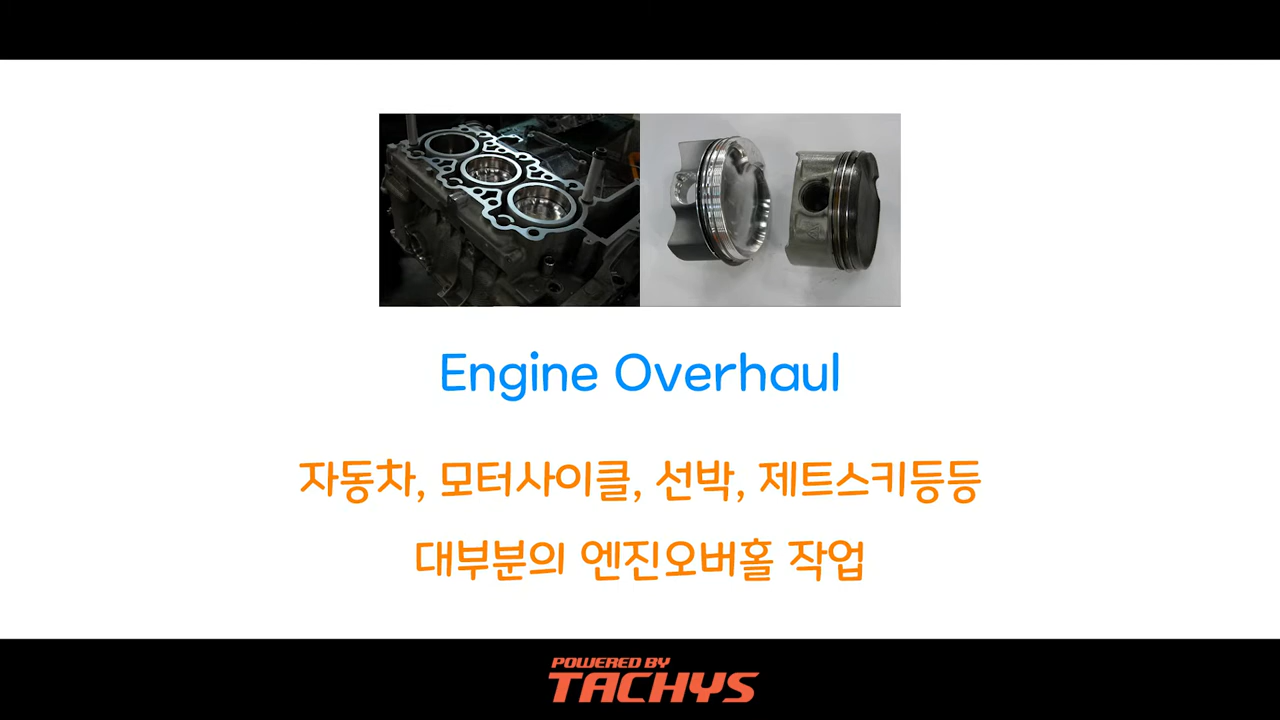 Engine Overhaul
자동차, 모터사이클, 선박, 제트스키등등
대부분의 엔진오버홀 작업
POWERED BY
TACHYS